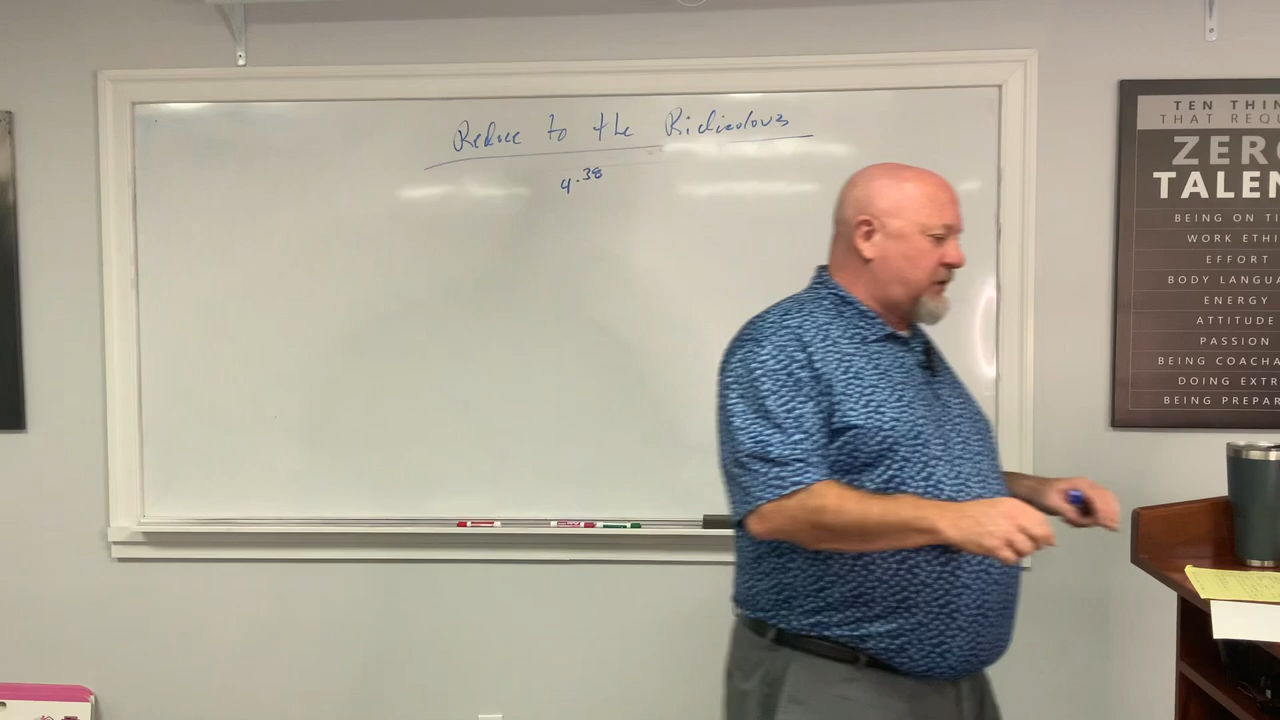 Reduce to the Ridiculous
4.38
TEN THIN
THAT REQU
ZERO
TALEN
BEING ON TI
WORK ETHI
EFFORT
BODY LANGUA
ENERGY
ATTITUDE
PASSION
BEING COACHA
DOING EXTR
BEING PREPAR